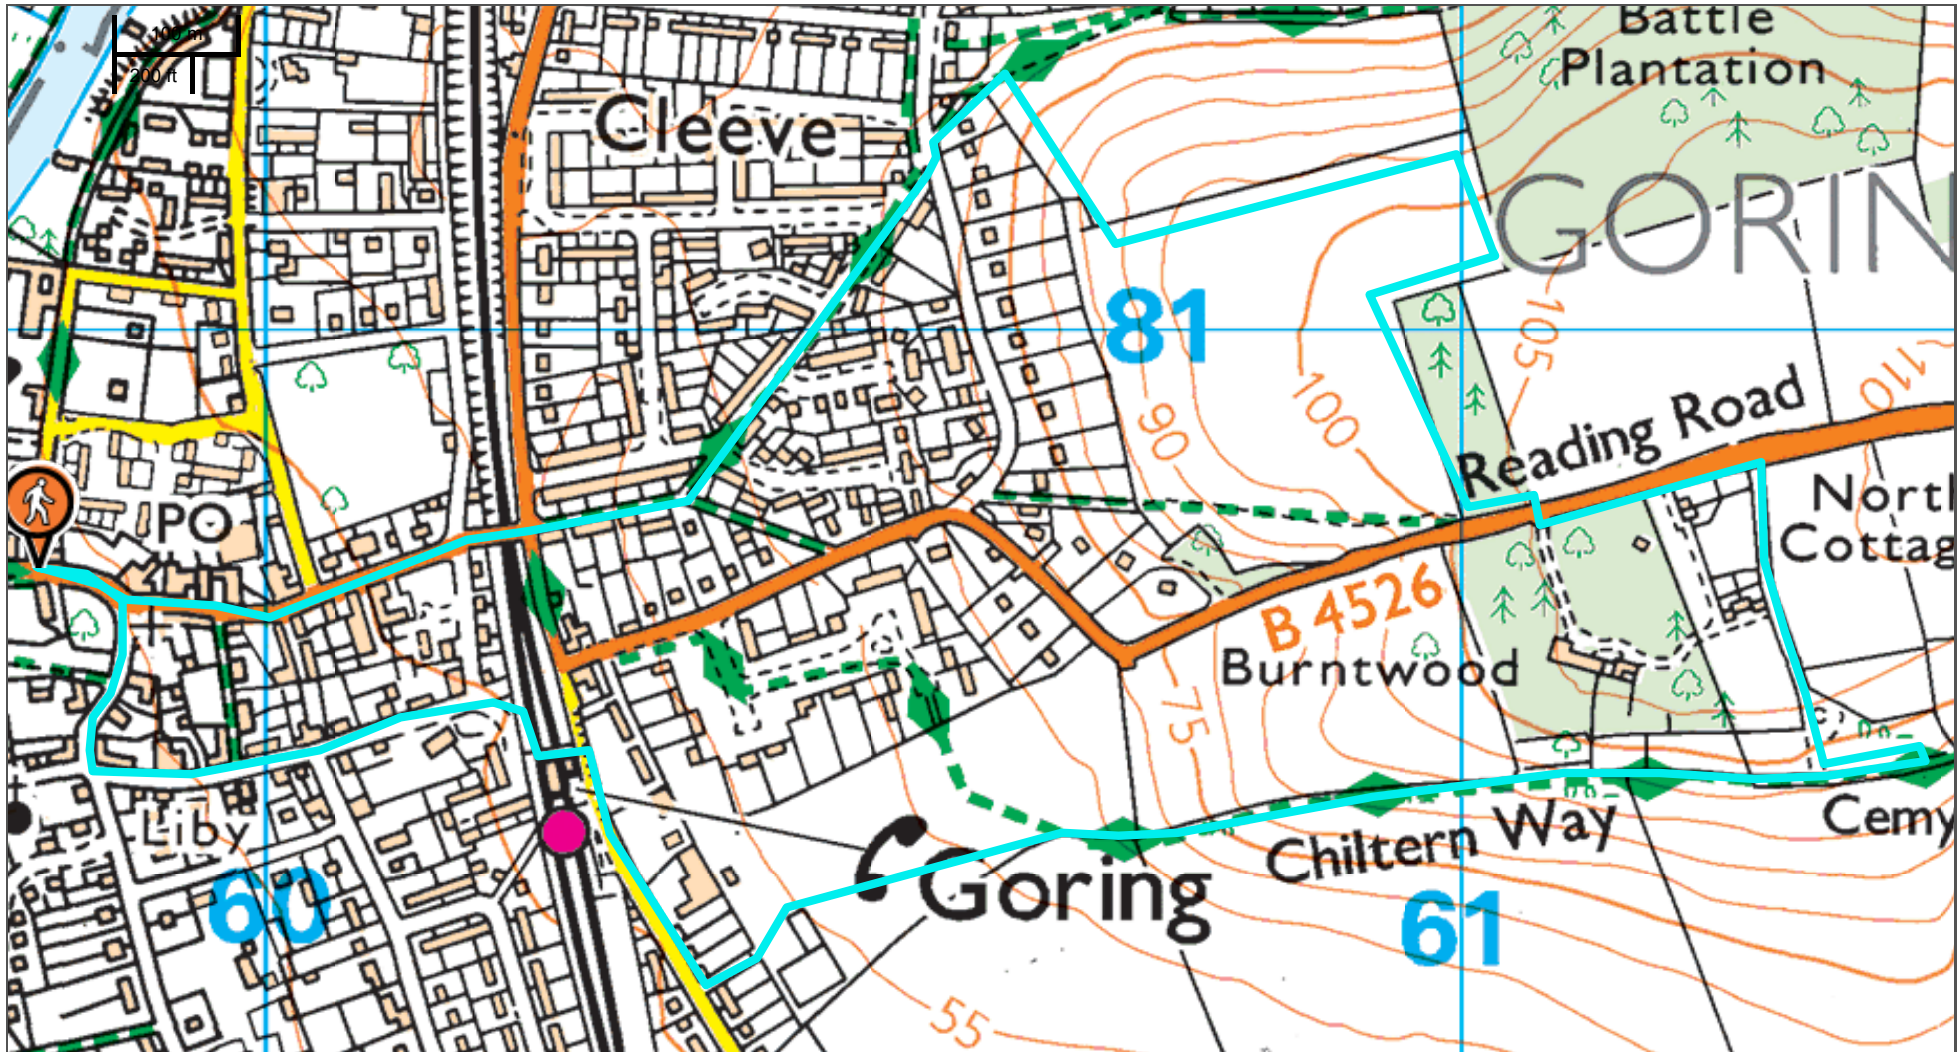 100 m
200 ft
Battle
Plantation
Cleeve
GORIN
81
105
110
100
90
Reading Road
PO
North
Cottag
B 4526
Burntwood
75
Liby
Cemy
Chiltern Way
Goring
60
61
55